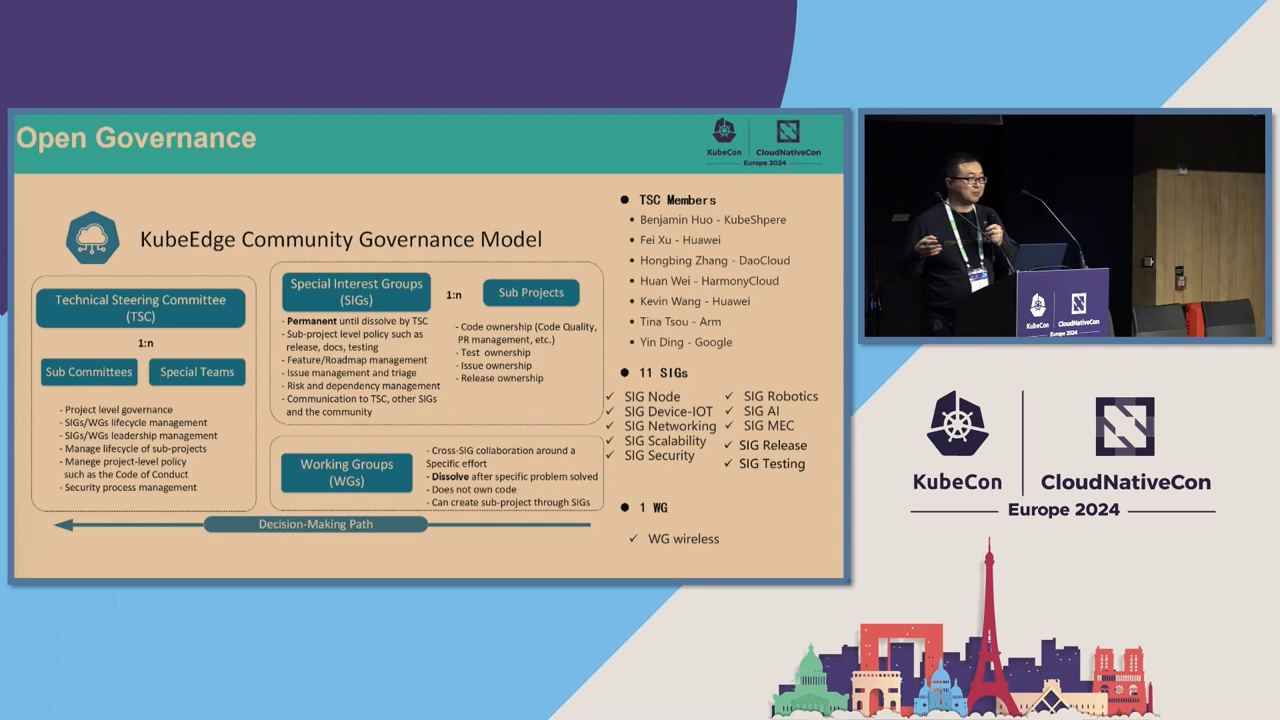 Open Governance
KubeCon
CloudNativeCon
Europe 2024
KubeEdge Community Governance Model
Technical Steering Committee
(TSC)
1:n
Sub Committees
Special Teams
- Project level governance
- SIGs/WGs lifecycle management
- SIGs/WGs leadership management
- Manage lifecycle of sub-projects
- Manege project-level policy
such as the Code of Conduct
- Security process management
Special Interest Groups
(SIGs)
1:n
Sub Projects
- Permanent until dissolve by TSC
- Sub-project level policy such as
release, docs, testing
- Feature/Roadmap management
- Issue management and triage
- Risk and dependency management
- Communication to TSC, other SIGs
and the community
- Code ownership (Code Quality,
PR management, etc.)
- Test ownership
- Issue ownership
- Release ownership
Working Groups
(WGs)
- Cross-SIG collaboration around a
Specific effort
- Dissolve after specific problem solved
- Does not own code
- Can create sub-project through SIGs
Decision-Making Path
● TSC Members
• Benjamin Huo - KubeShpere
• Fei Xu - Huawei
• Hongbing Zhang - DaoCloud
• Huan Wei - HarmonyCloud
• Kevin Wang - Huawei
• Tina Tsou - Arm
• Yin Ding - Google
● 11 SIGs
✓ SIG Node
✓ SIG Device-IOT
✓ SIG Networking
✓ SIG Scalability
✓ SIG Security
✓ SIG Robotics
✓ SIG AI
✓ SIG MEC
✓ SIG Release
✓ SIG Testing
● 1 WG
✓ WG wireless
KubeCon
CloudNativeCon
Europe 2024
KubeCon
CloudNativeCon
Europe 2024